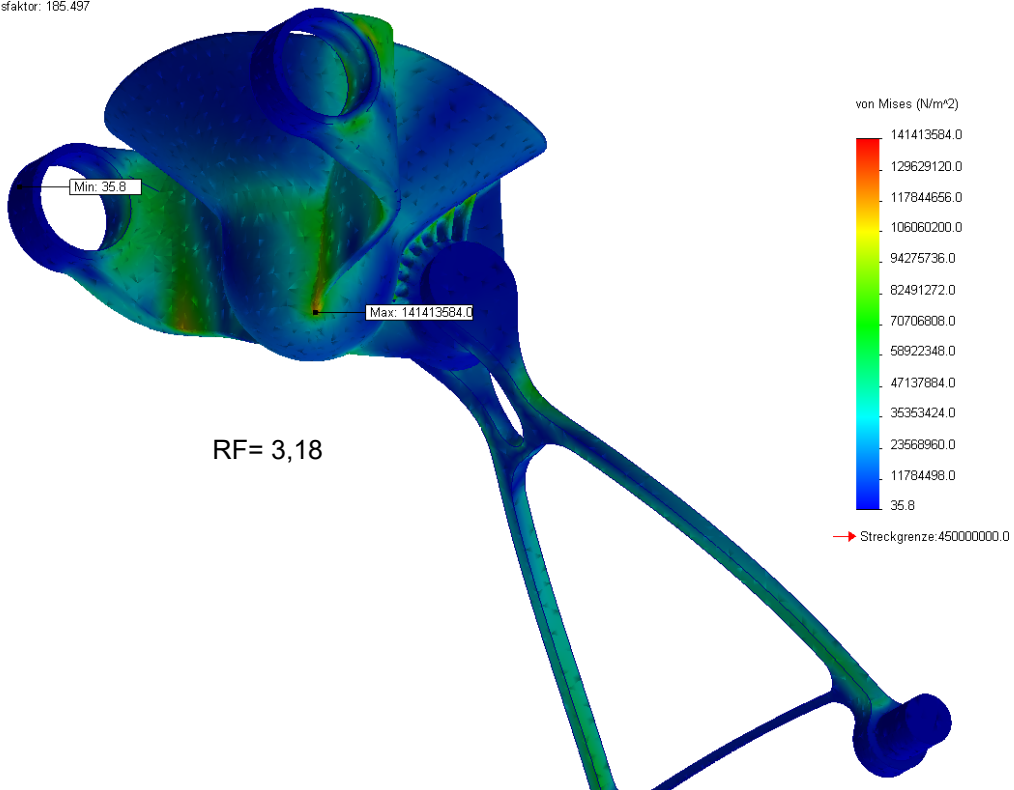 sfaktor: 185.497
von Mises (N/m^2)
141413584.0
129629120.0
117844656.0
106060200.0
94275736.0
82491272.0
70706808.0
58922348.0
47137884.0
35353424.0
23568960.0
11784498.0
35.8
Streckgrenze:450000000.0
Min: 35.8
Max: 141413584.0
RF= 3,18